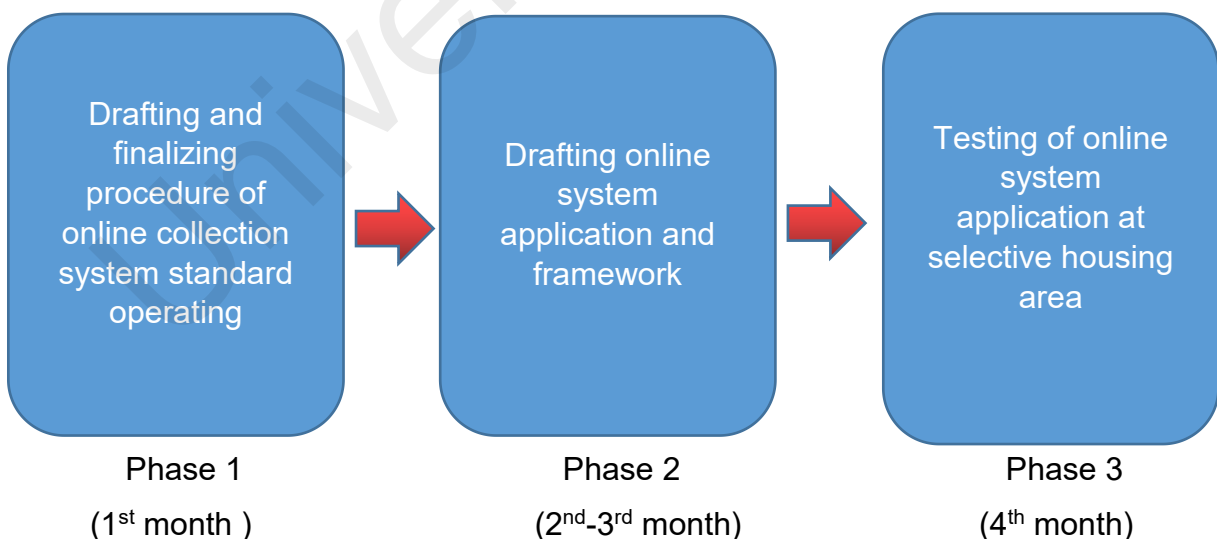 Drafting and
finalizing
procedure of
online collection
system standard
operating
Drafting online
system
application and
framework
Testing of online
system
application at
selective housing
area
Phase 1
(1st month )
Phase 2
(2nd-3rd month)
Phase 3
(4th month)